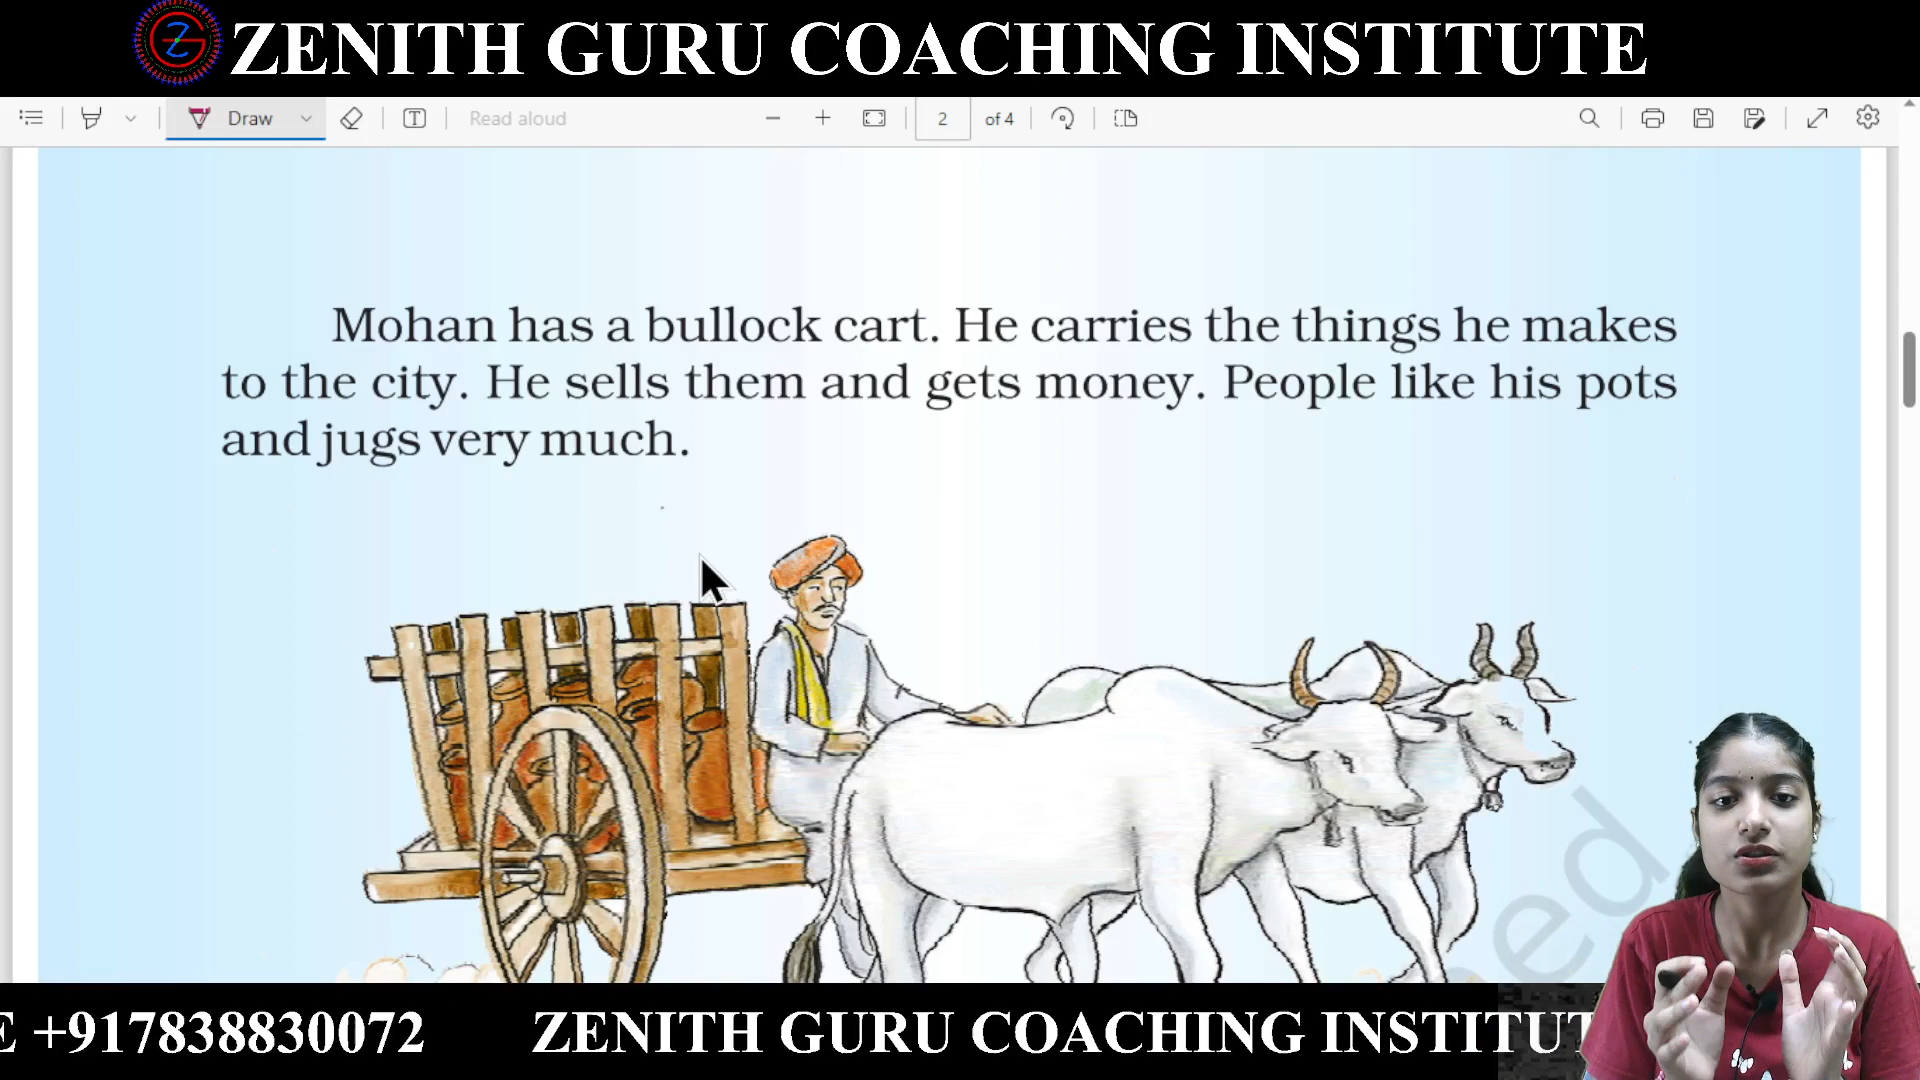 ZENITH GURU COACHING INSTITUTE
Draw
Read aloud
2
of 4
Mohan has a bullock cart. He carries the things he makes
to the city. He sells them and gets money. People like his pots
and jugs very much.
ed
E +917838830072 ZENITH GURU COACHING INSTITUT